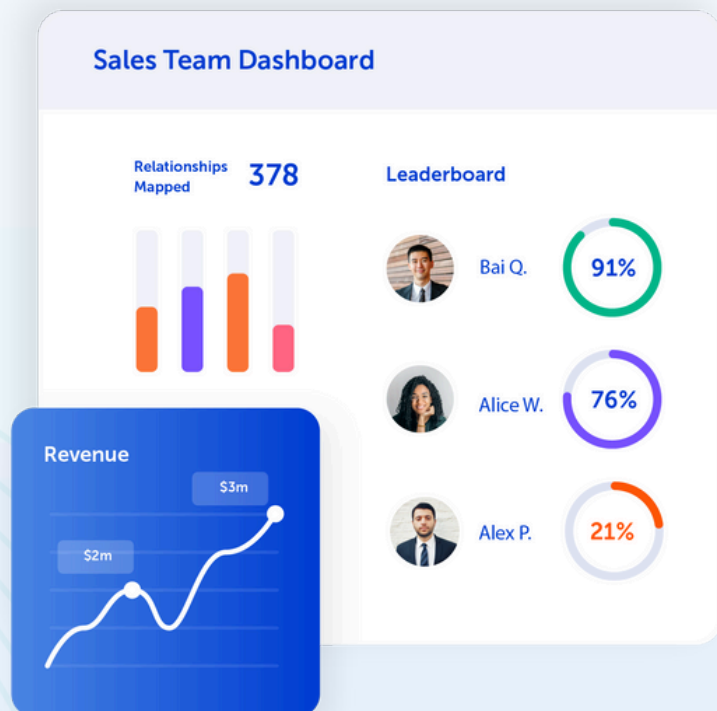 Sales Team Dashboard
Relationships
Mapped
378
Leaderboard
Bai Q.
91%
Alice W.
76%
Alex P.
21%
Revenue
$3m
$2m